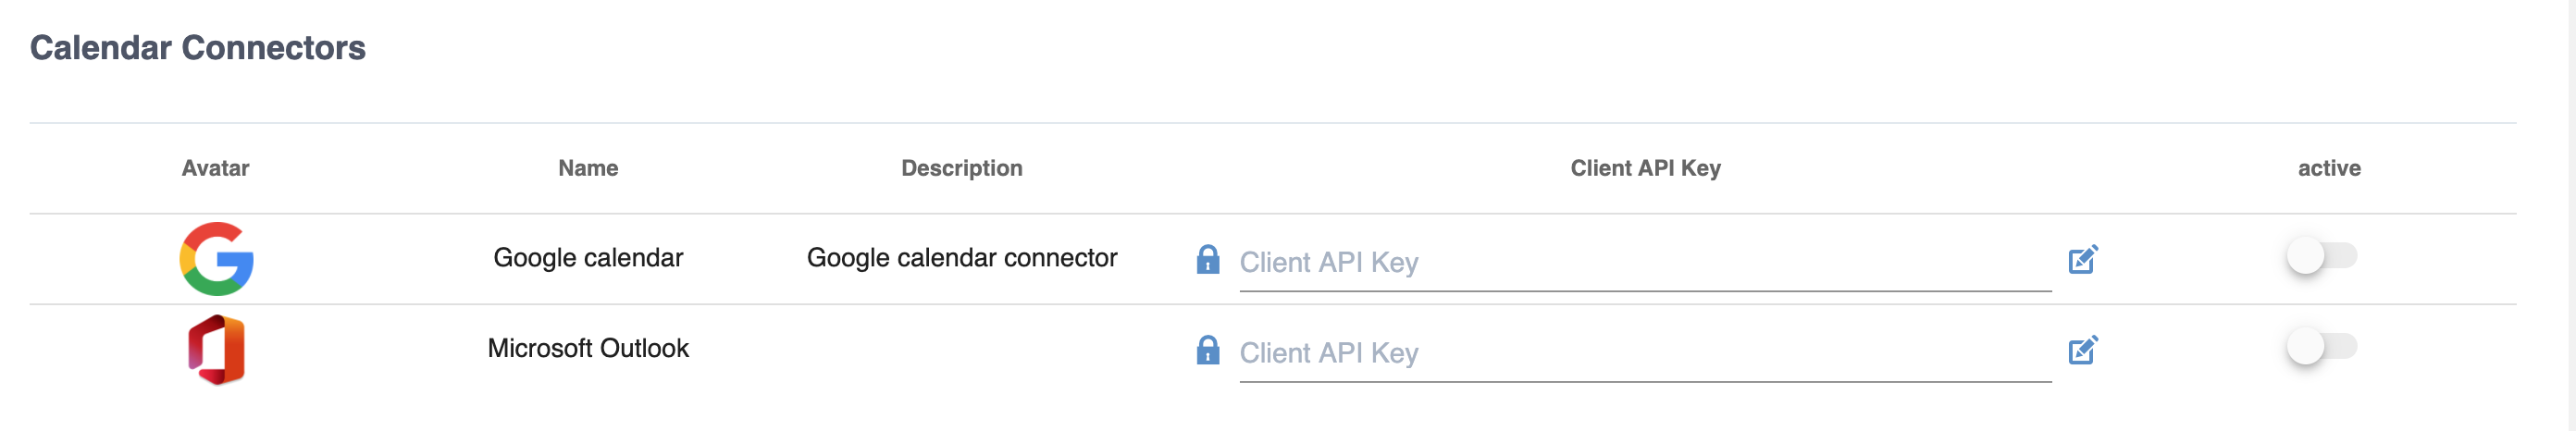 Calendar Connectors
Avatar Name Description Client API Key active
Google calendar Google calendar connector Client API Key
Microsoft Outlook Client API Key